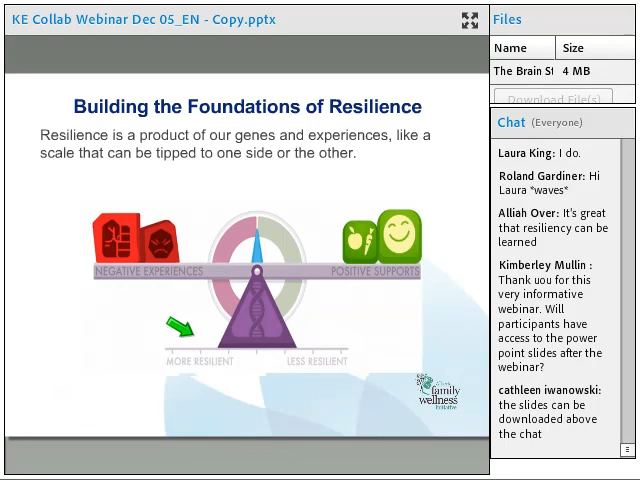 KE Collab Webinar Dec 05_EN - Copy.pptx
Building the Foundations of Resilience
Resilience is a product of our genes and experiences, like a
scale that can be tipped to one side or the other.
NEGATIVE EXPERIENCES
POSITIVE SUPPORTS
MORE RESILIENT
LESS RESILIENT
family
wellness
initiative
Files
Name
Size
The Brain St
4 MB
Download File(s)
Chat (Everyone)
Laura King: I do.
Roland Gardiner: Hi
Laura *waves*
Alliah Over: It's great
that resiliency can be
learned
Kimberley Mullin :
Thank uou for this
very informative
webinar. Will
participants have
access to the power
point slides after the
webinar?
cathleen iwanowski:
the slides can be
downloaded above
the chat